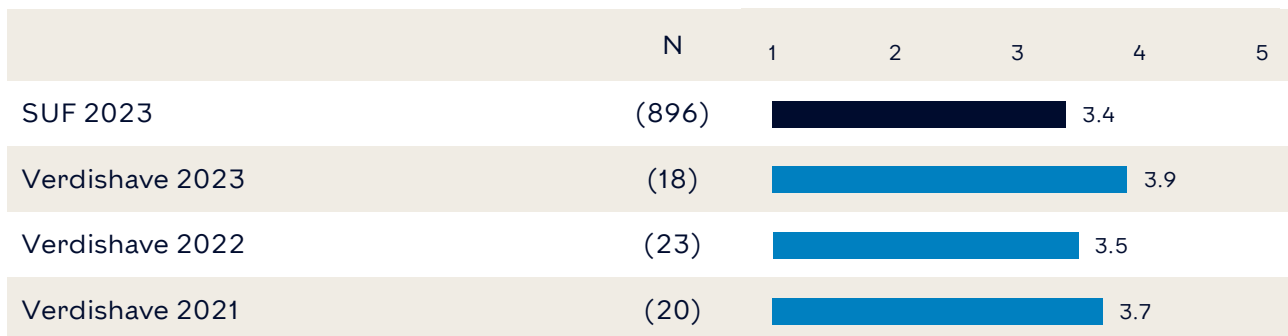 N 1 2 3 4 5
SUF 2023 (896) 3.4
Verdishave 2023 (18) 3.9
Verdishave 2022 (23) 3.5
Verdishave 2021 (20) 3.7